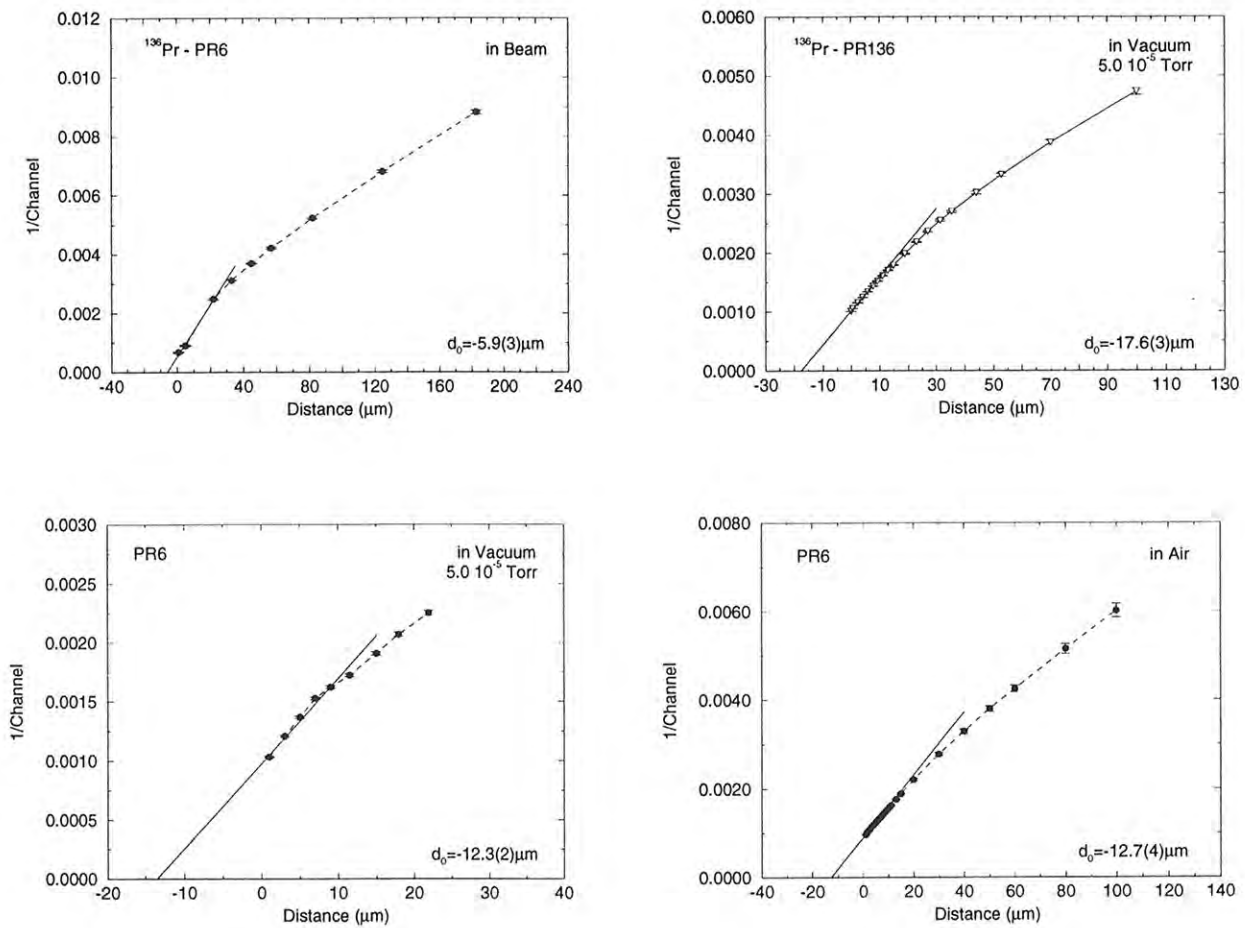 0.012
0.010
0.008
0.006
0.004
0.002
0.000
1/Channel
¹³⁶Pr - PR6
in Beam
d₀=-5.9(3)μm
-40 0 40 80 120 160 200 240
Distance (μm)
0.0060
0.0050
0.0040
0.0030
0.0020
0.0010
0.0000
1/Channel
¹³⁶Pr - PR136
in Vacuum
5.0 10⁻⁵ Torr
d₀=-17.6(3)μm
-30 -10 10 30 50 70 90 110 130
Distance (μm)
0.0030
0.0025
0.0020
0.0015
0.0010
0.0005
0.0000
1/Channel
PR6
in Vacuum
5.0 10⁻⁵ Torr
d₀=-12.3(2)μm
-20 -10 0 10 20 30 40
Distance (μm)
0.0080
0.0060
0.0040
0.0020
0.0000
1/Channel
PR6
in Air
d₀=-12.7(4)μm
-40 -20 0 20 40 60 80 100 120 140
Distance (μm)